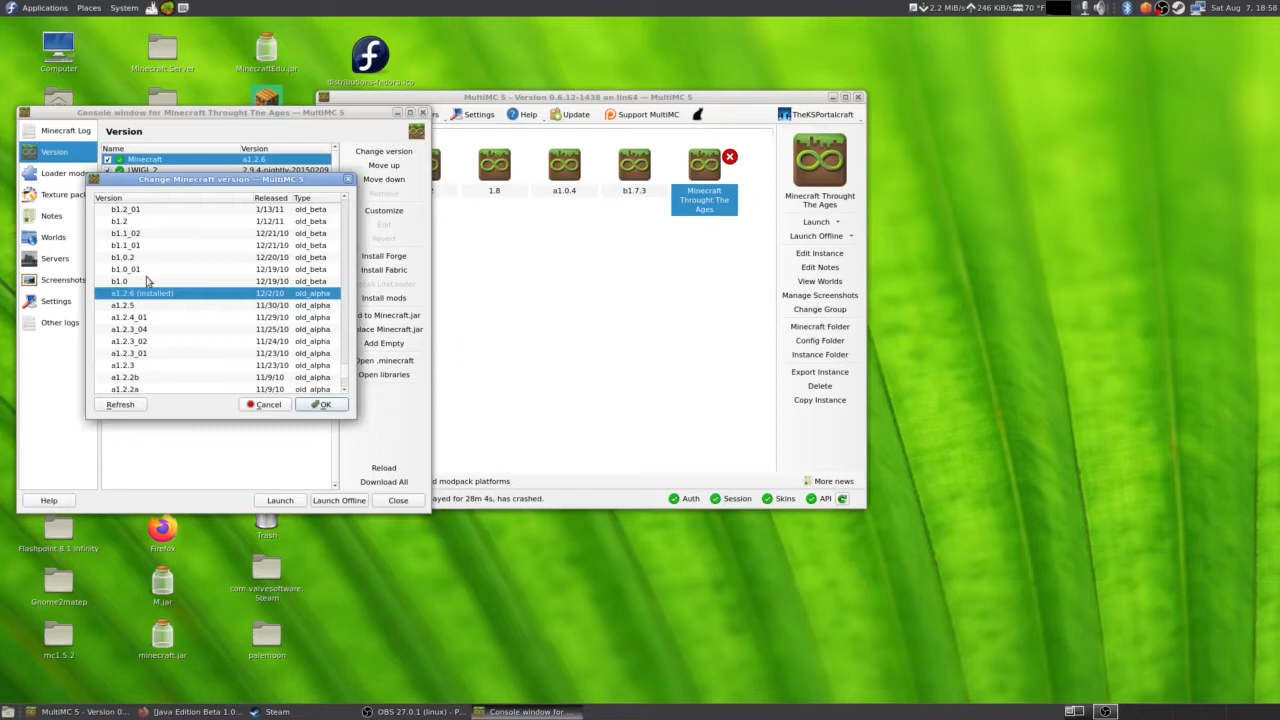 Applications Places System
2.2 MiB/s 246 KiB/s 70 °F Sat Aug 7, 18:58
Computer
Minecraft Server
MinecraftEdu.jar
distributions-fedora.ico
MultiMC 5 - Version 0.6.12-1438 on lin64 — MultiMC 5
Settings Help Update Support MultiMC TheKSPortalcraft
1.8
a1.0.4
b1.7.3
Minecraft
Throught The
Ages
Minecraft Throught
The Ages
Launch
Launch Offline
Edit Instance
Edit Notes
View Worlds
Manage Screenshots
Change Group
Minecraft Folder
Config Folder
Instance Folder
Export Instance
Delete
Copy Instance
d modpack platforms
More news
ayed for 28m 4s, has crashed.
Auth Session Skins API
Console window for Minecraft Throught The Ages — MultiMC 5
Minecraft Log
Version
Loader mod
Texture pac
Notes
Worlds
Servers
Screenshots
Settings
Other logs
Version
Name Version
Minecraft a1.2.6
LWJGL 2 2.9.4-nightly-20150209
Change version
Move up
Move down
Remove
Customize
Edit
Revert
Install Forge
Install Fabric
Install LiteLoader
Install mods
d to Minecraft.jar
place Minecraft.jar
Add Empty
Open .minecraft
Open libraries
Reload
Download All
Help Launch Launch Offline Close
Change Minecraft version — MultiMC 5
Version Released Type
b1.2_01 1/13/11 old_beta
b1.2 1/12/11 old_beta
b1.1_02 12/21/10 old_beta
b1.1_01 12/21/10 old_beta
b1.0.2 12/20/10 old_beta
b1.0_01 12/19/10 old_beta
b1.0 12/19/10 old_beta
a1.2.6 (installed) 12/2/10 old_alpha
a1.2.5 11/30/10 old_alpha
a1.2.4_01 11/29/10 old_alpha
a1.2.3_04 11/25/10 old_alpha
a1.2.3_02 11/24/10 old_alpha
a1.2.3_01 11/23/10 old_alpha
a1.2.3 11/23/10 old_alpha
a1.2.2b 11/9/10 old_alpha
a1.2.2a 11/9/10 old_alpha
Refresh Cancel OK
Flashpoint 8.1 Infinity
Firefox
Trash
Gnome2matep
M.jar
com.valvesoftware.
Steam
mc1.5.2
minecraft.jar
palemoon
MultiMC 5 - Version 0... [Java Edition Beta 1.0... Steam OBS 27.0.1 (linux) - P... Console window for ...